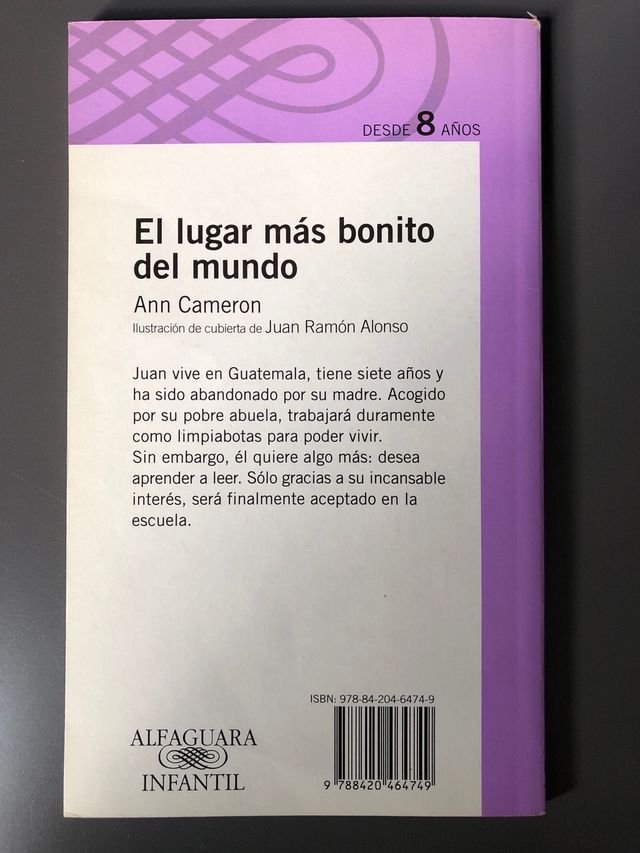 DESDE 8 AÑOS
El lugar más bonito
del mundo
Ann Cameron
Ilustración de cubierta de Juan Ramón Alonso
Juan vive en Guatemala, tiene siete años y
ha sido abandonado por su madre. Acogido
por su pobre abuela, trabajará duramente
como limpiabotas para poder vivir.
Sin embargo, él quiere algo más: desea
aprender a leer. Sólo gracias a su incansable
interés, será finalmente aceptado en la
escuela.
ISBN: 978-84-204-6474-9
ALFAGUARA
INFANTIL
9 788420 464749